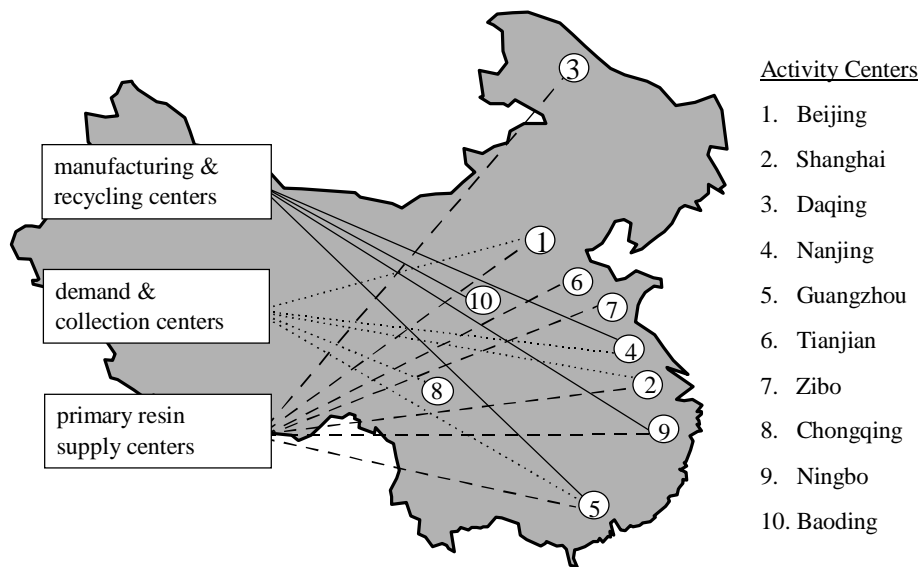 3
Activity Centers
1. Beijing
manufacturing &
recycling centers
2. Shanghai
3. Daqing
1
4. Nanjing
6
demand &
collection centers
10
7
5. Guangzhou
4
6. Tianjian
2
8
7. Zibo
primary resin
supply centers
9
8. Chongqing
9. Ningbo
5
10. Baoding